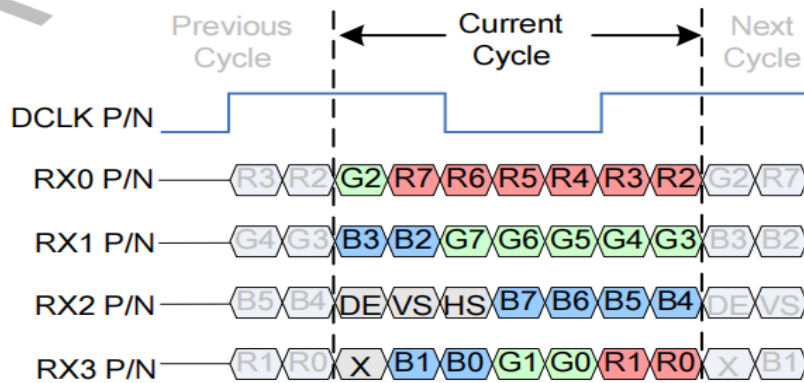 Previous Cycle Current Cycle Next Cycle
DCLK P/N
RX0 P/N R3 R2 G2 R7 R6 R5 R4 R3 R2 G2 R7
RX1 P/N G4 G3 B3 B2 G7 G6 G5 G4 G3 B3 B2
RX2 P/N B5 B4 DE VS HS B7 B6 B5 B4 DE VS
RX3 P/N R1 R0 X B1 B0 G1 G0 R1 R0 X B1